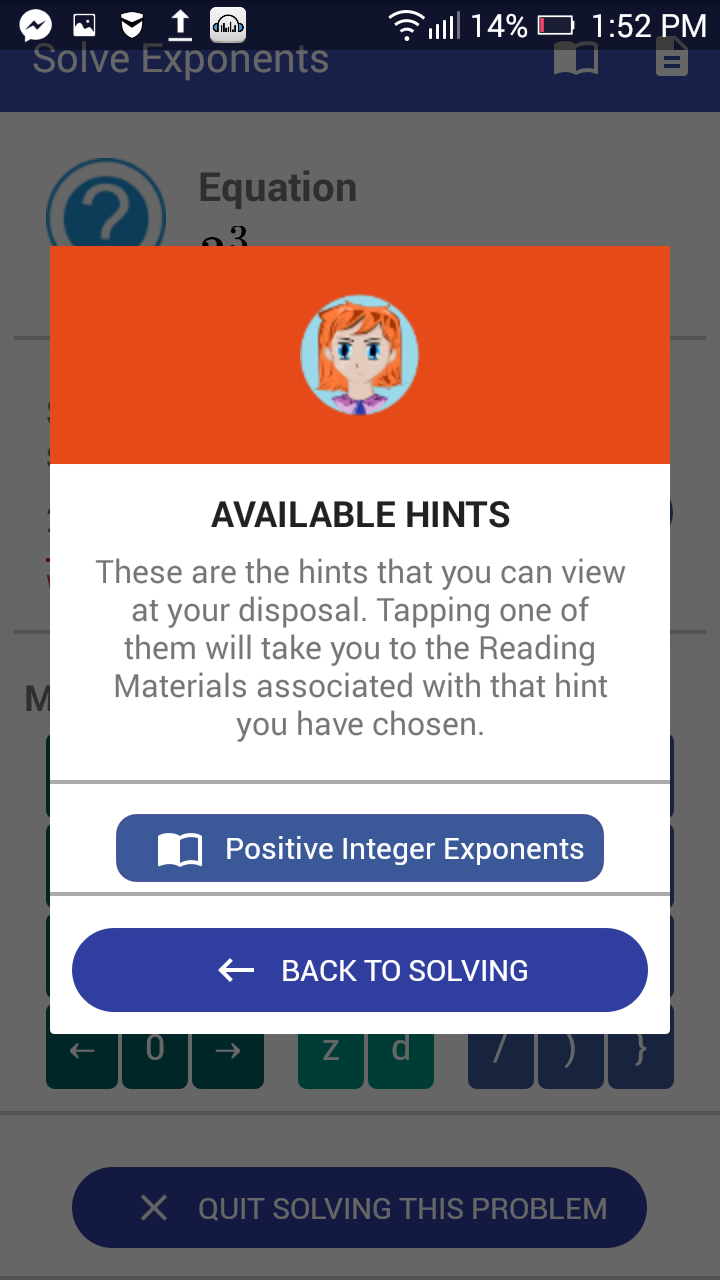 14% 1:52 PM
Solve Exponents
Equation
AVAILABLE HINTS
These are the hints that you can view
at your disposal. Tapping one of
them will take you to the Reading
Materials associated with that hint
you have chosen.
Positive Integer Exponents
← BACK TO SOLVING
← 0 → z d / ) }
× QUIT SOLVING THIS PROBLEM